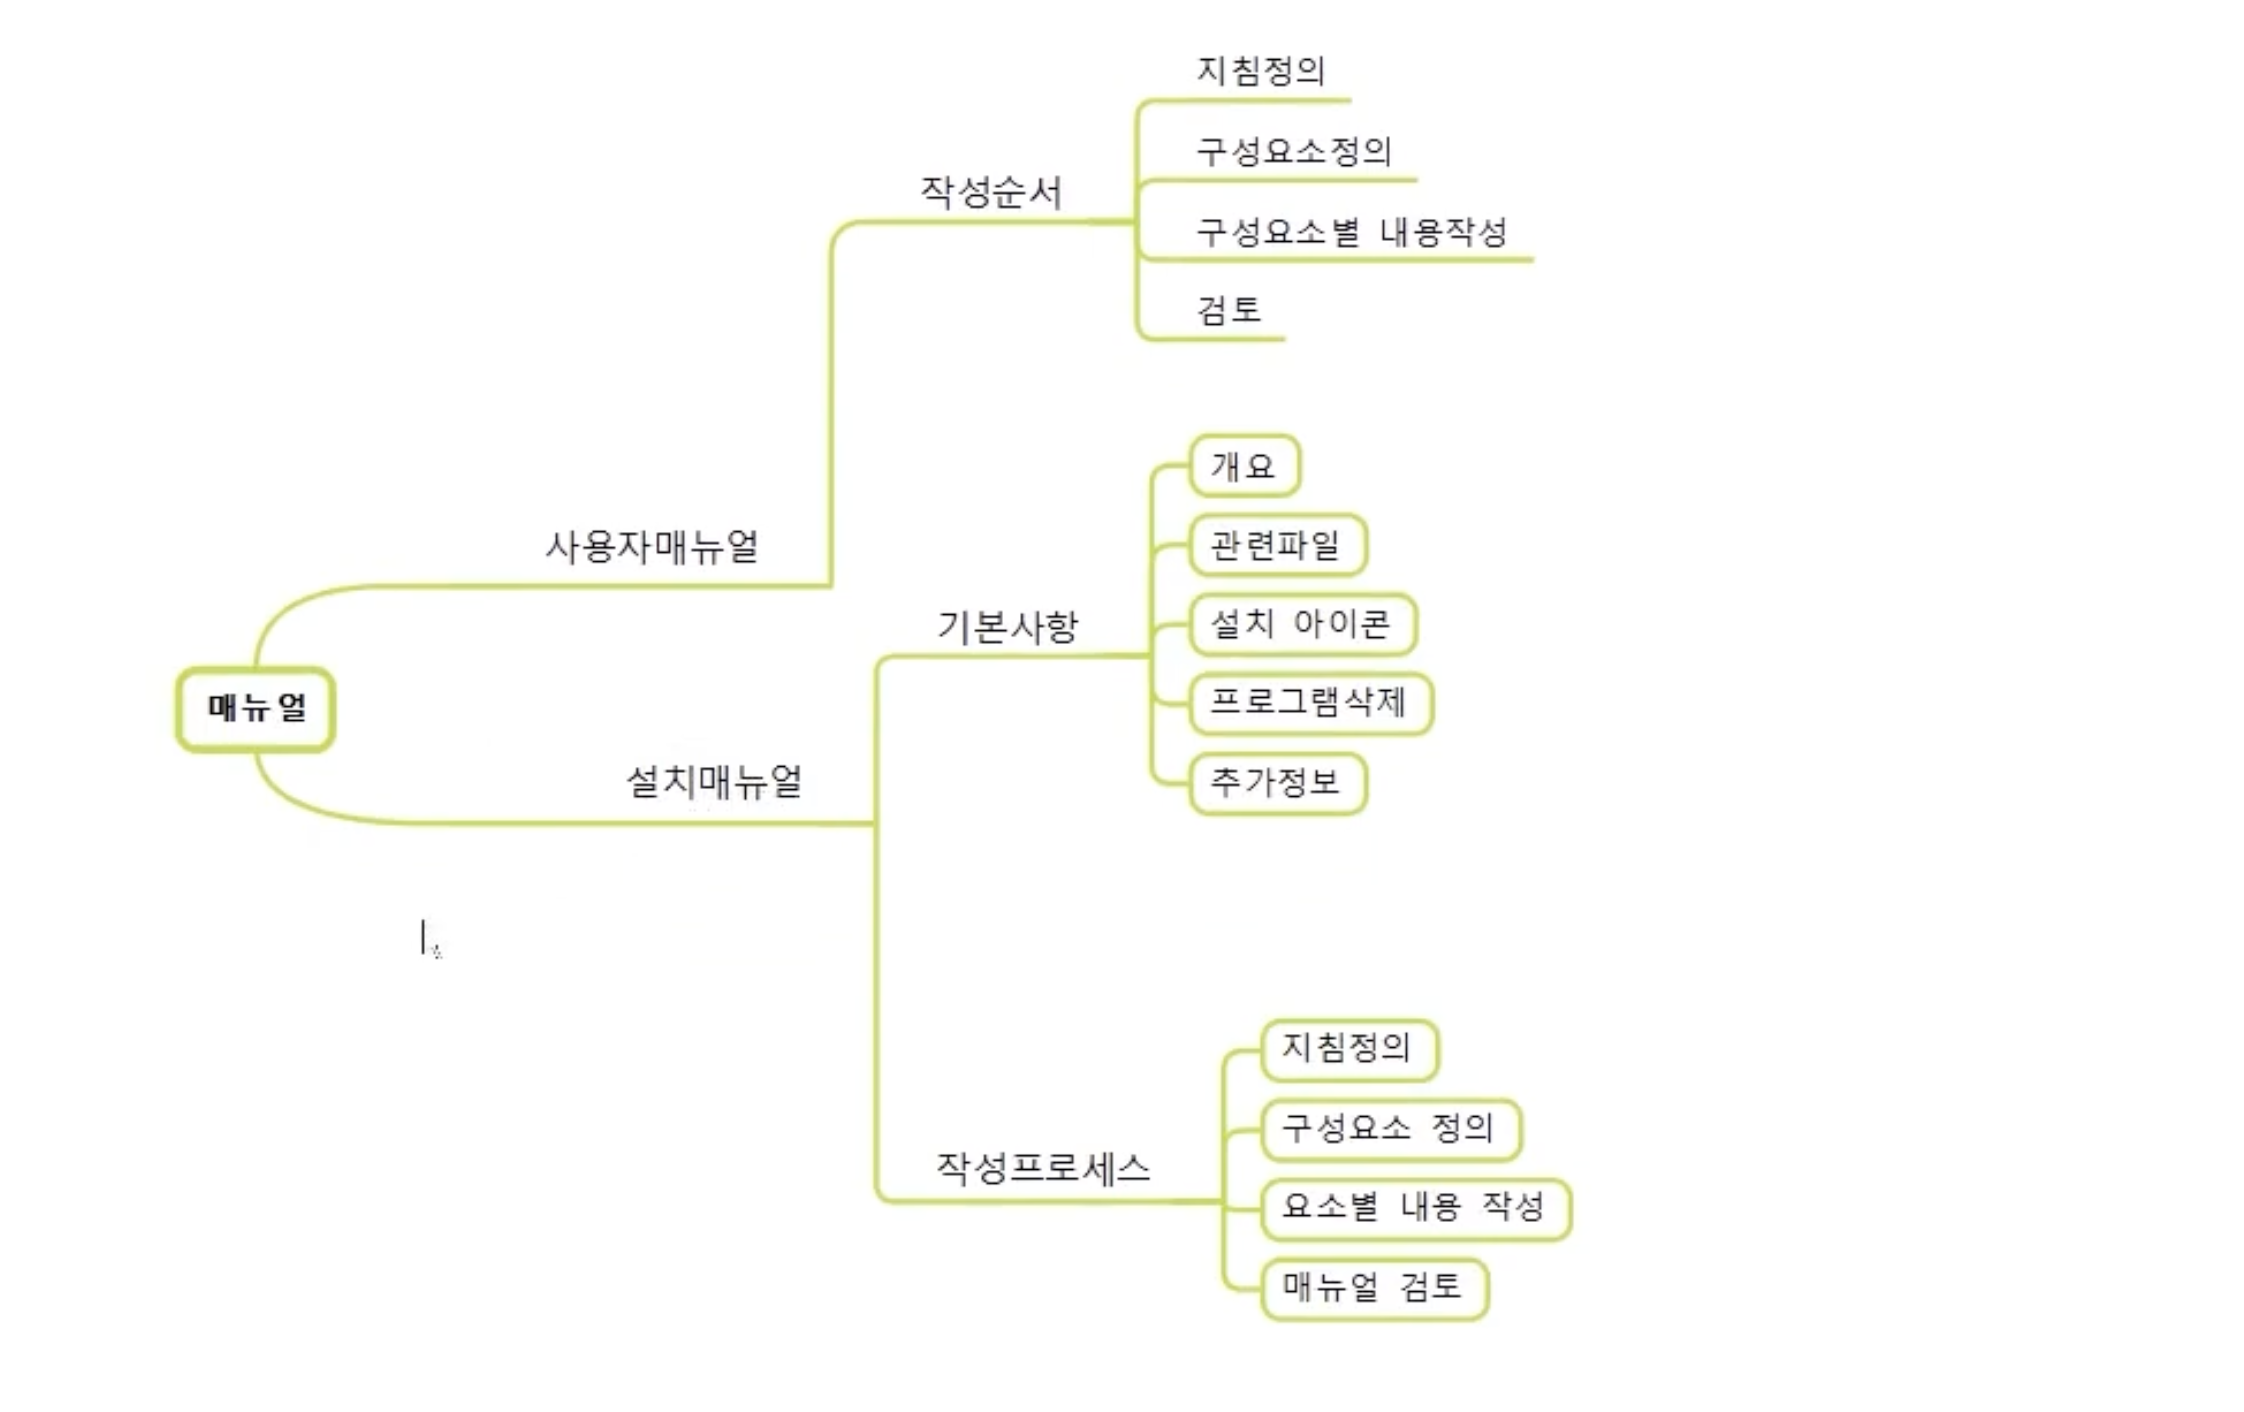 지침정의
구성요소정의
작성순서
구성요소별 내용작성
검토
개요
사용자매뉴얼
관련파일
기본사항
설치 아이콘
매뉴얼
프로그램삭제
설치매뉴얼
추가정보
지침정의
구성요소 정의
작성프로세스
요소별 내용 작성
매뉴얼 검토